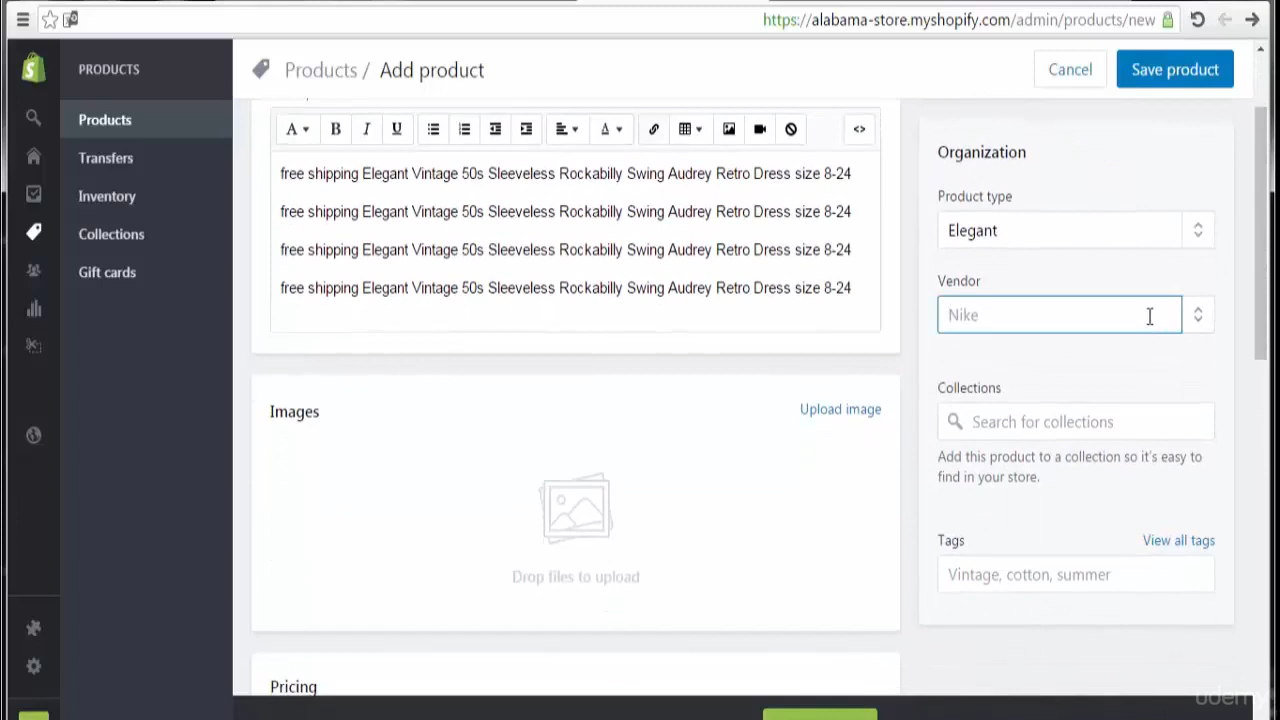 https://alabama-store.myshopify.com/admin/products/new
PRODUCTS
Products
Transfers
Inventory
Collections
Gift cards
Products / Add product
Cancel
Save product
A
B
I
U
A
<>
free shipping Elegant Vintage 50s Sleeveless Rockabilly Swing Audrey Retro Dress size 8-24
free shipping Elegant Vintage 50s Sleeveless Rockabilly Swing Audrey Retro Dress size 8-24
free shipping Elegant Vintage 50s Sleeveless Rockabilly Swing Audrey Retro Dress size 8-24
free shipping Elegant Vintage 50s Sleeveless Rockabilly Swing Audrey Retro Dress size 8-24
Images
Upload image
Drop files to upload
Pricing
Organization
Product type
Elegant
Vendor
Nike
Collections
Search for collections
Add this product to a collection so it's easy to
find in your store.
Tags
View all tags
Vintage, cotton, summer
udemy